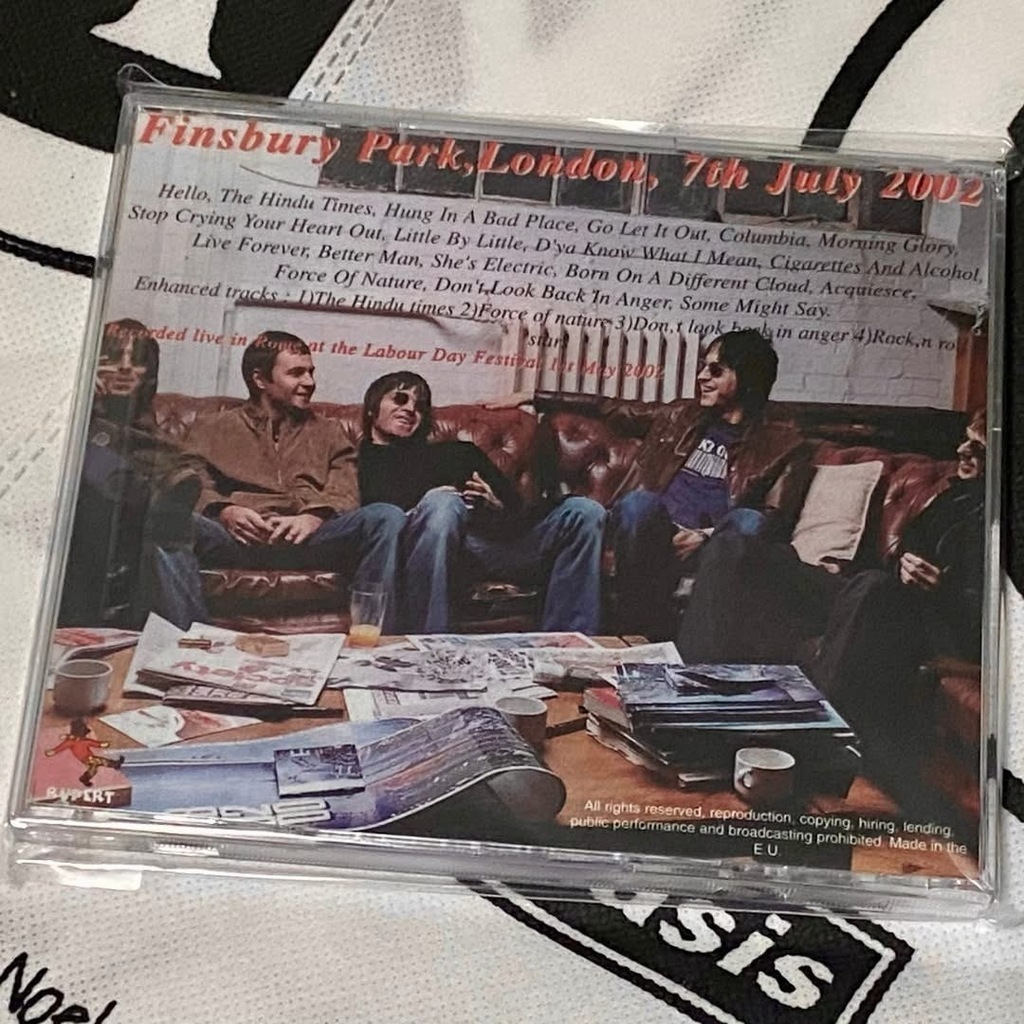 Finsbury Park,London, 7th July 2002
Hello, The Hindu Times, Hung In A Bad Place, Go Let It Out, Columbia, Morning Glory,
Stop Crying Your Heart Out, Little By Little, D'ya Know What I Mean, Cigarettes And Alcohol,
Live Forever, Better Man, She's Electric, Born On A Different Cloud, Acquiesce,
Force Of Nature, Don't,Look Back In Anger, Some Might Say.
Enhanced tracks : 1)The Hindu times 2)Force of nature 3)Don,t look back in anger 4)Rock,n roll
star
Recorded live in Rome at the Labour Day Festival 1st May 2002
RUPERT
All rights reserved, reproduction, copying, hiring, lending,
public performance and broadcasting prohibited. Made in the
E.U.
asis
Noel